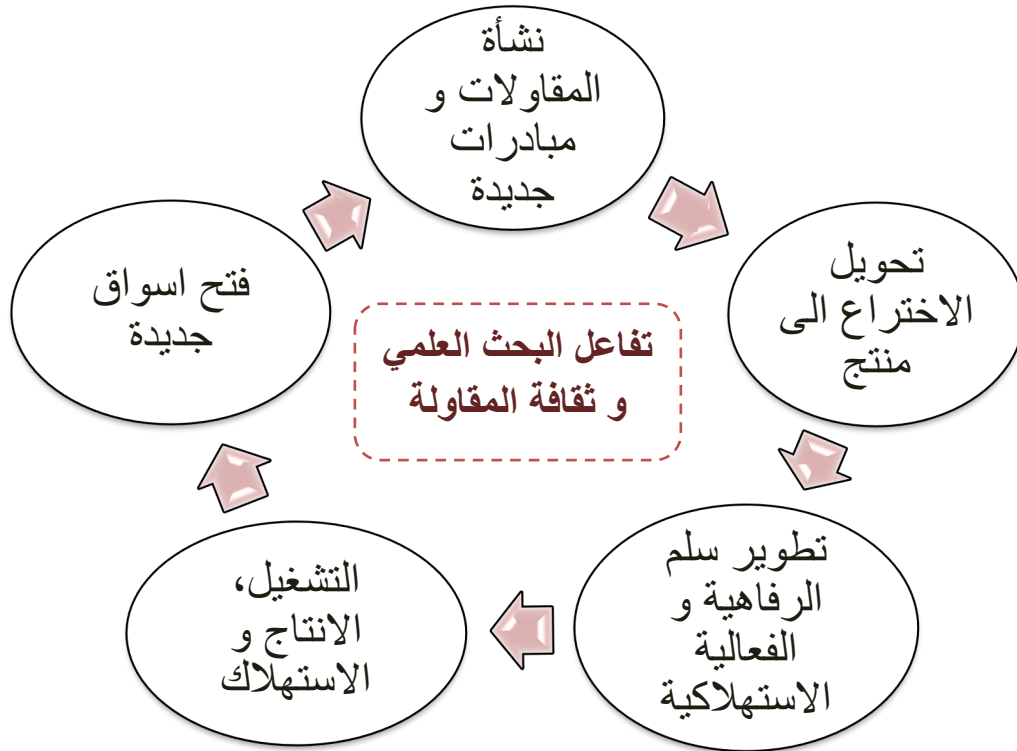 نشأة
المقاولات و
مبادرات
جديدة
تحويل
الاختراع الى
منتج
تطوير سلم
الرفاهية و
الفعالية
الاستهلاكية
التشغيل،
الانتاج و
الاستهلاك
فتح اسواق
جديدة
تفاعل البحث العلمي
و ثقافة المقاولة